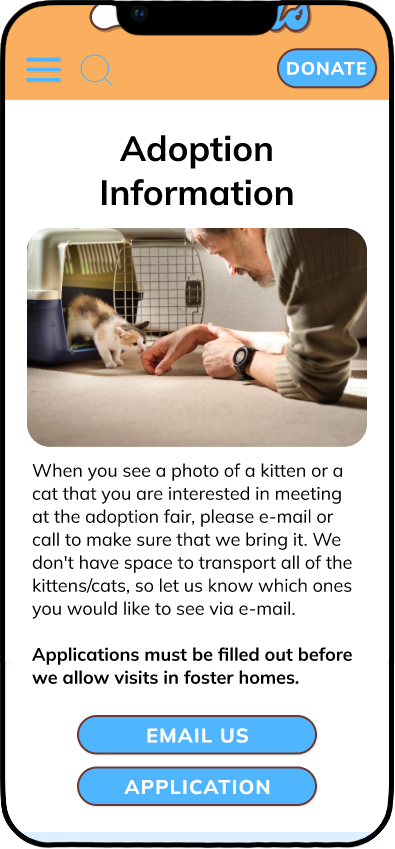 DONATE
Adoption
Information
When you see a photo of a kitten or a
cat that you are interested in meeting
at the adoption fair, please e-mail or
call to make sure that we bring it. We
don't have space to transport all of the
kittens/cats, so let us know which ones
you would like to see via e-mail.
Applications must be filled out before
we allow visits in foster homes.
EMAIL US
APPLICATION